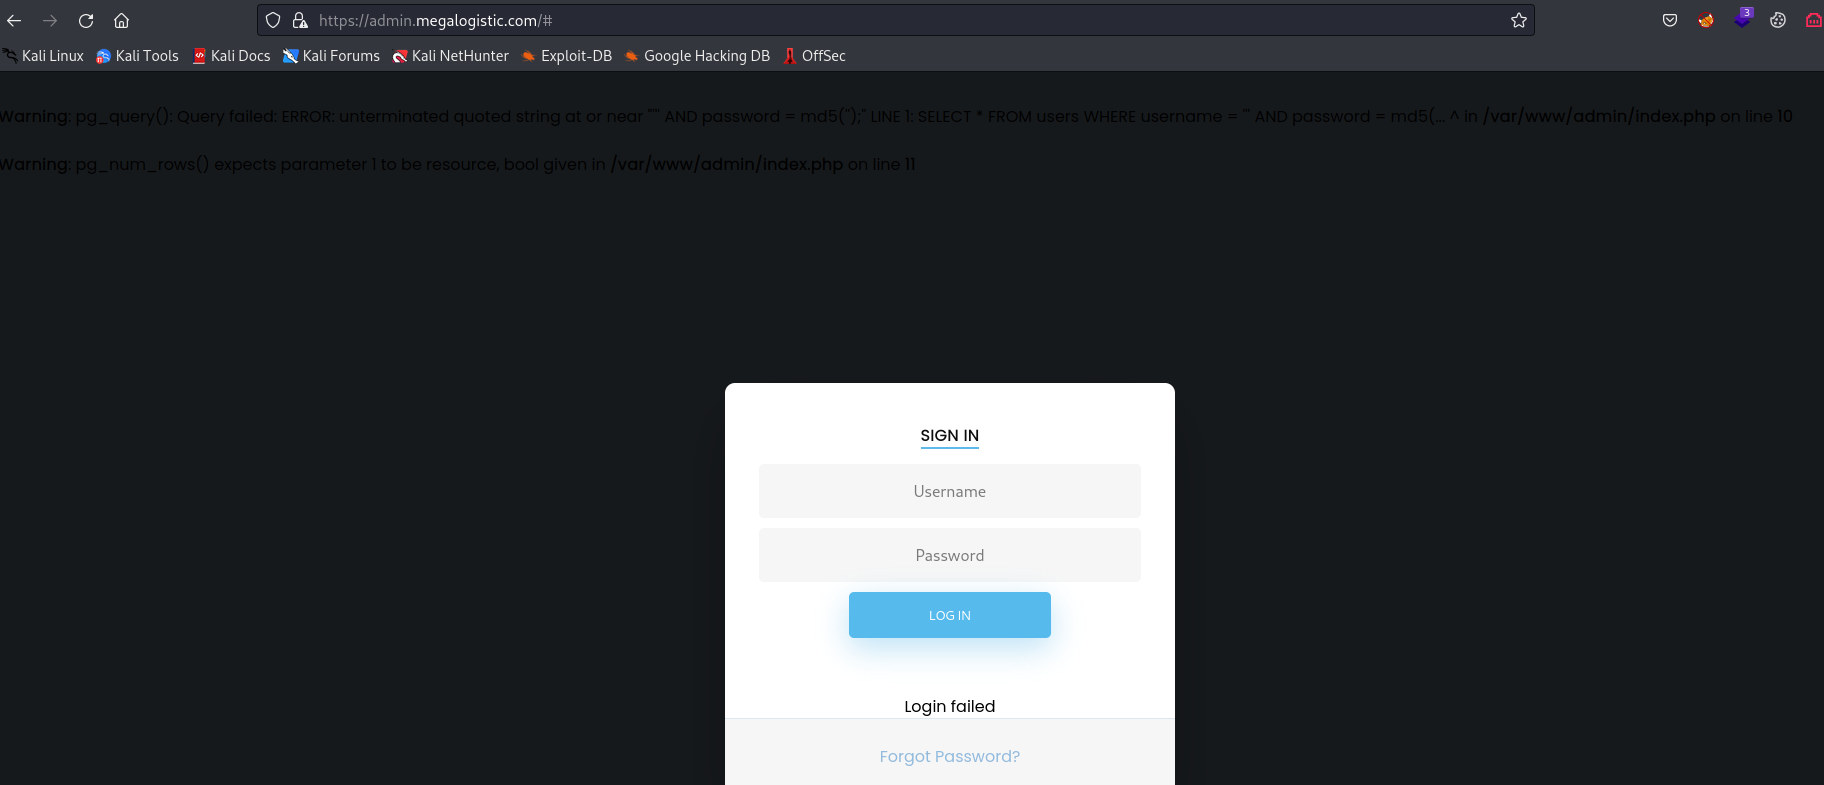 https://admin.megalogistic.com/#
3
Kali Linux Kali Tools Kali Docs Kali Forums Kali NetHunter Exploit-DB Google Hacking DB OffSec
Warning: pg_query(): Query failed: ERROR: unterminated quoted string at or near "'" AND password = md5('');" LINE 1: SELECT * FROM users WHERE username = ''' AND password = md5(... ^ in /var/www/admin/index.php on line 10
Warning: pg_num_rows() expects parameter 1 to be resource, bool given in /var/www/admin/index.php on line 11
SIGN IN
Username
Password
LOG IN
Login failed
Forgot Password?